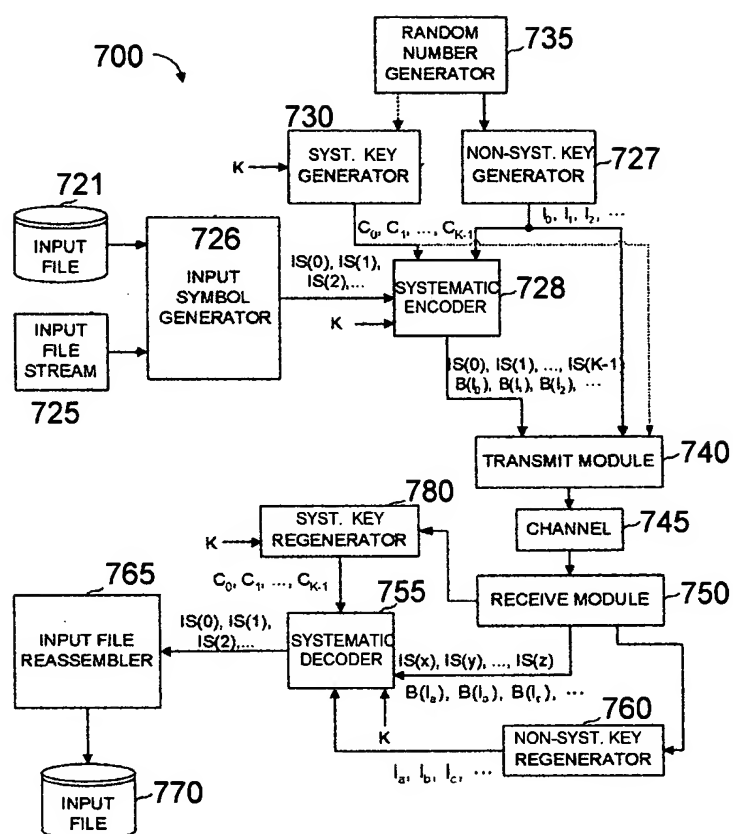 700
RANDOM
NUMBER
GENERATOR
735
730
K
SYST. KEY
GENERATOR
NON-SYST. KEY
GENERATOR
727
721
INPUT
FILE
INPUT
FILE
STREAM
725
726
INPUT
SYMBOL
GENERATOR
C0, C1, ..., CK-1
I0, I1, I2, ...
IS(0), IS(1),
IS(2),...
K
SYSTEMATIC
ENCODER
728
IS(0), IS(1), ..., IS(K-1)
B(I0), B(I1), B(I2), ...
TRANSMIT MODULE
740
CHANNEL
745
RECEIVE MODULE
750
780
SYST. KEY
REGENERATOR
K
C0, C1, ..., CK-1
755
SYSTEMATIC
DECODER
765
INPUT FILE
REASSEMBLER
IS(0), IS(1),
IS(2),...
IS(x), IS(y), ..., IS(z)
B(Ia), B(Ib), B(Ic), ...
K
760
NON-SYST. KEY
REGENERATOR
Ia, Ib, Ic, ...
INPUT
FILE
770